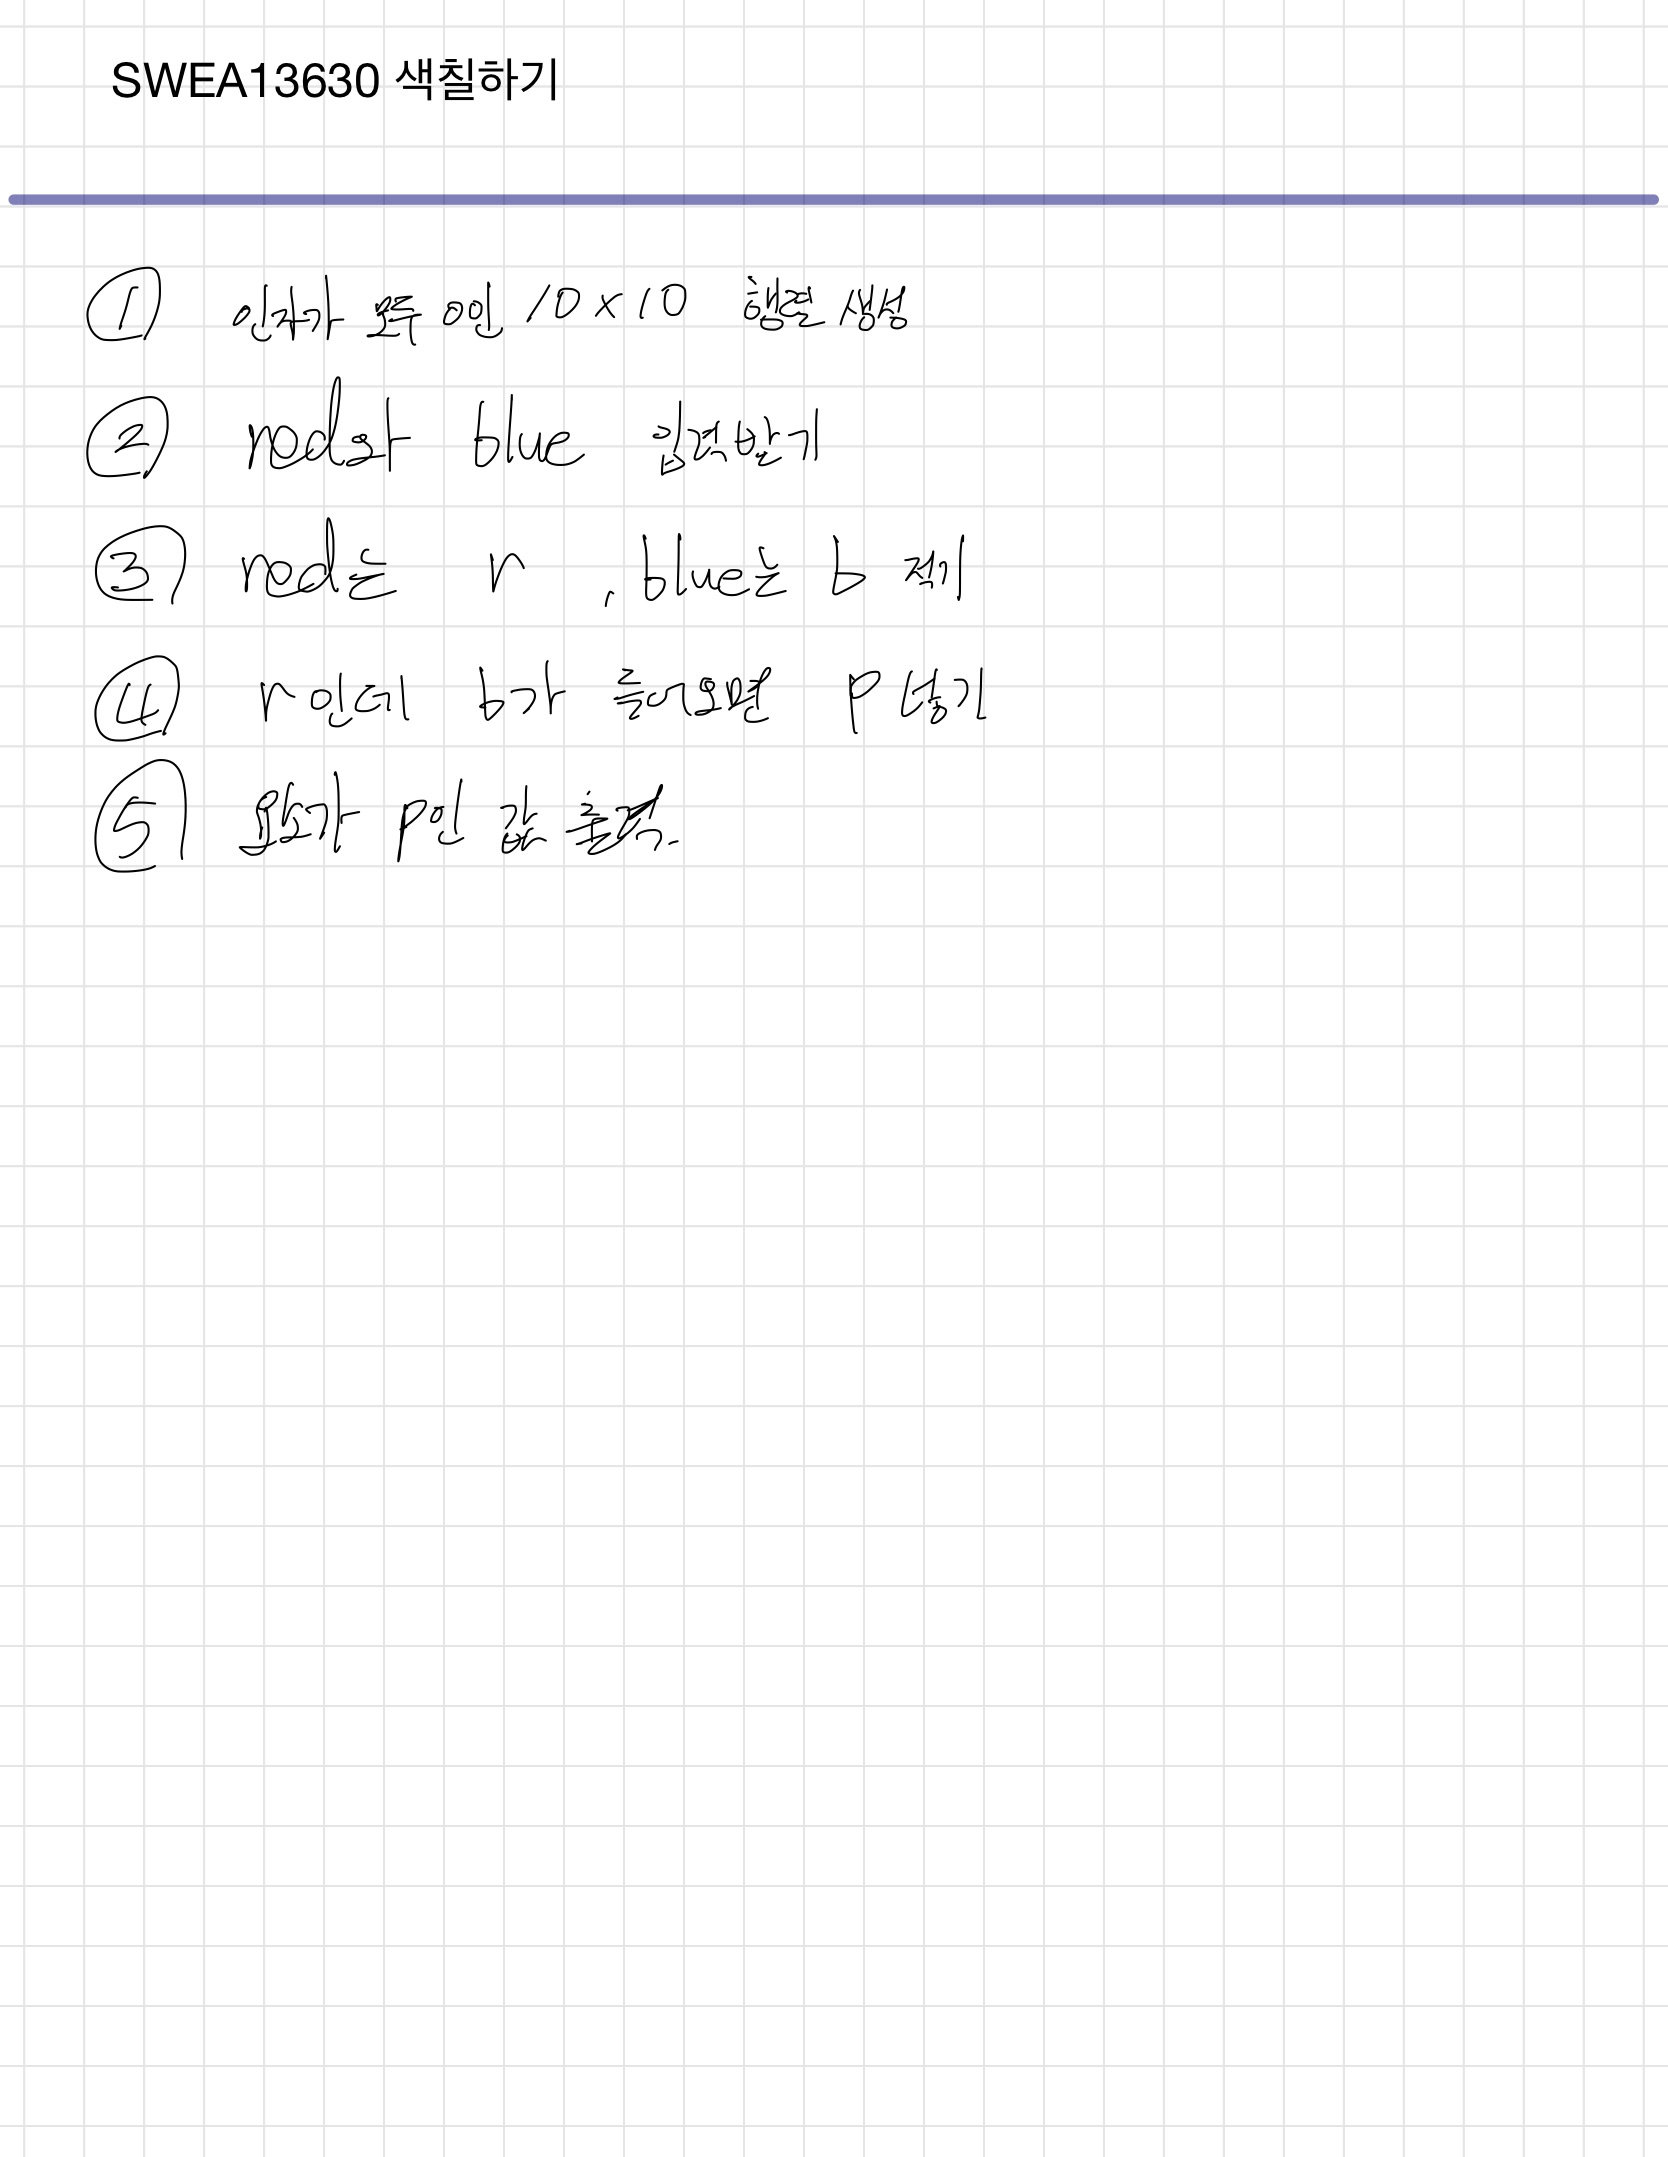 SWEA13630 색칠하기
① 인자가 모두 0인 10 x 10 행렬 생성
② red와 blue 입력받기
③ red는 r , blue는 b 적기
④ r인데 b가 들어오면 p 넣기
⑤ 요소가 p인 값 출력.